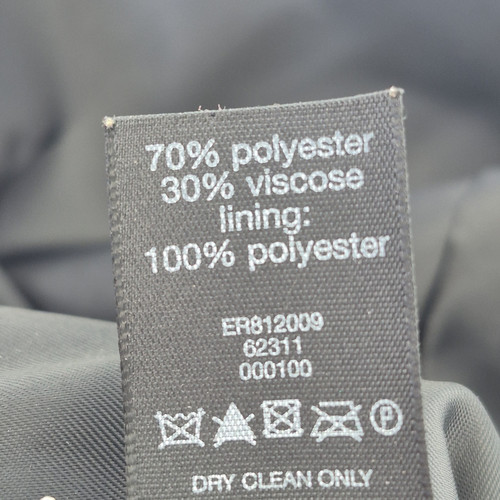 70% polyester
30% viscose
lining:
100% polyester
ER812009
62311
000100
P
DRY CLEAN ONLY